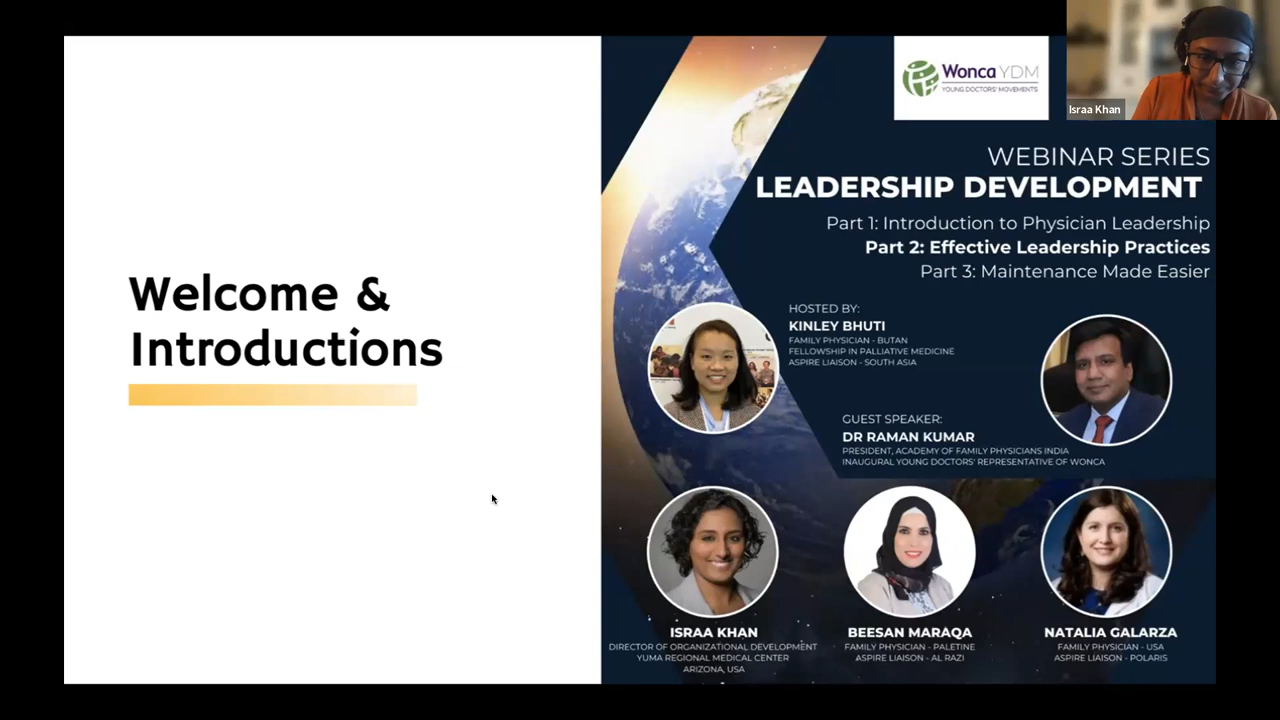 Welcome &
Introductions
Wonca YDM
YOUNG DOCTORS' MOVEMENTS
Israa Khan
WEBINAR SERIES
LEADERSHIP DEVELOPMENT
Part 1: Introduction to Physician Leadership
Part 2: Effective Leadership Practices
Part 3: Maintenance Made Easier
HOSTED BY:
KINLEY BHUTI
FAMILY PHYSICIAN - BUTAN
FELLOWSHIP IN PALLIATIVE MEDICINE
ASPIRE LIAISON - SOUTH ASIA
GUEST SPEAKER:
DR RAMAN KUMAR
PRESIDENT, ACADEMY OF FAMILY PHYSICIANS INDIA
INAUGURAL YOUNG DOCTORS' REPRESENTATIVE OF WONCA
ISRAA KHAN
DIRECTOR OF ORGANIZATIONAL DEVELOPMENT
YUMA REGIONAL MEDICAL CENTER
ARIZONA, USA
BEESAN MARAQA
FAMILY PHYSICIAN - PALETINE
ASPIRE LIAISON - AL RAZI
NATALIA GALARZA
FAMILY PHYSICIAN - USA
ASPIRE LIAISON - POLARIS